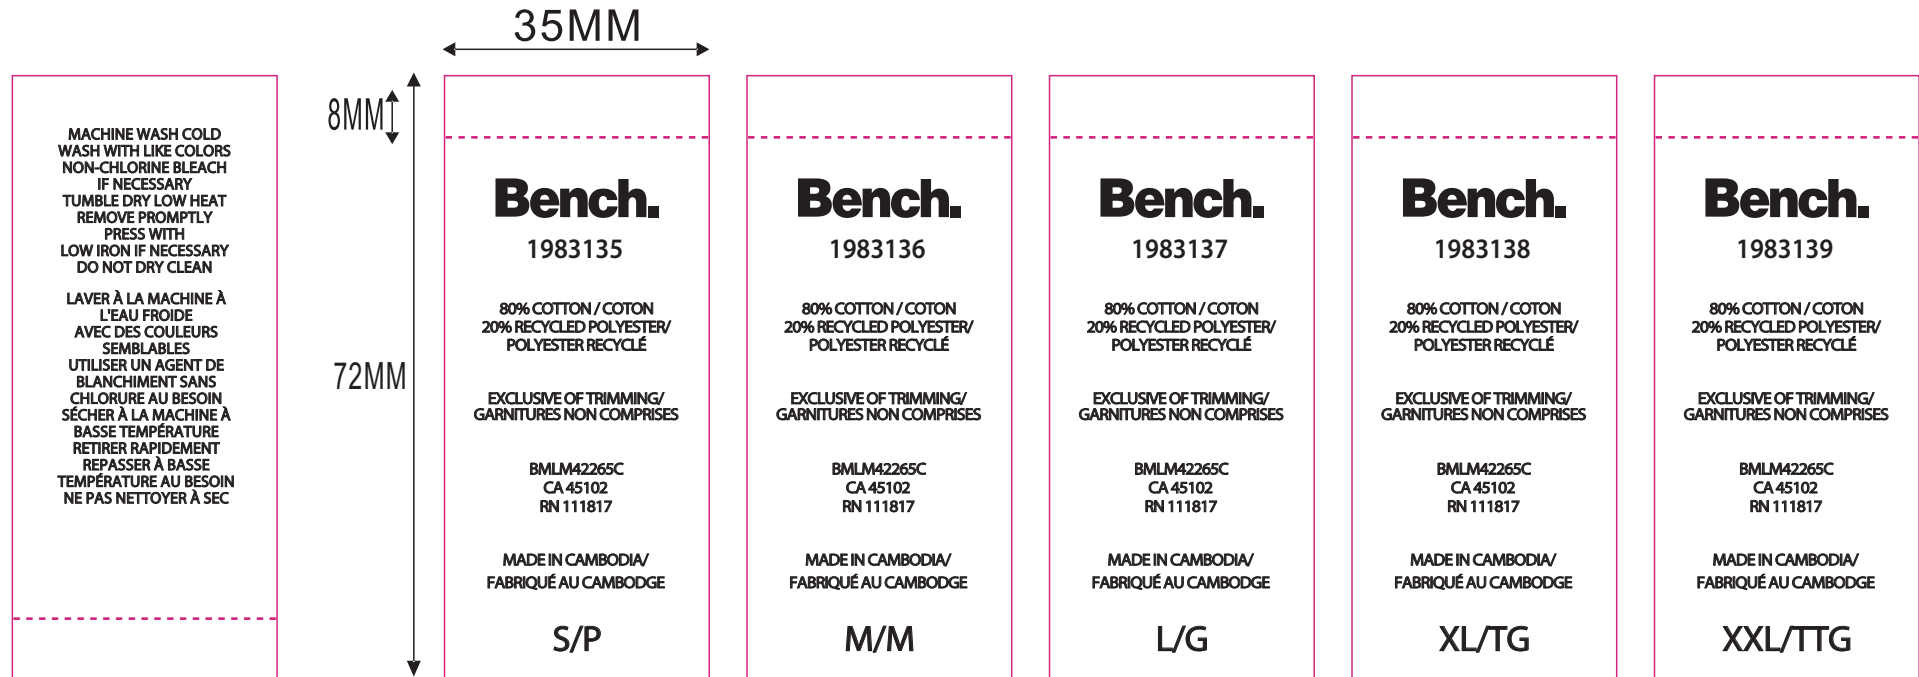 35MM
8MM
72MM
MACHINE WASH COLD
WASH WITH LIKE COLORS
NON-CHLORINE BLEACH
IF NECESSARY
TUMBLE DRY LOW HEAT
REMOVE PROMPTLY
PRESS WITH
LOW IRON IF NECESSARY
DO NOT DRY CLEAN
LAVER À LA MACHINE À
L'EAU FROIDE
AVEC DES COULEURS
SEMBLABLES
UTILISER UN AGENT DE
BLANCHIMENT SANS
CHLORURE AU BESOIN
SÉCHER À LA MACHINE À
BASSE TEMPÉRATURE
RETIRER RAPIDEMENT
REPASSER À BASSE
TEMPÉRATURE AU BESOIN
NE PAS NETTOYER À SEC
Bench.
1983135
80% COTTON / COTON
20% RECYCLED POLYESTER/
POLYESTER RECYCLÉ
EXCLUSIVE OF TRIMMING/
GARNITURES NON COMPRISES
BMLM42265C
CA 45102
RN 111817
MADE IN CAMBODIA/
FABRIQUÉ AU CAMBODGE
S/P
Bench.
1983136
80% COTTON / COTON
20% RECYCLED POLYESTER/
POLYESTER RECYCLÉ
EXCLUSIVE OF TRIMMING/
GARNITURES NON COMPRISES
BMLM42265C
CA 45102
RN 111817
MADE IN CAMBODIA/
FABRIQUÉ AU CAMBODGE
M/M
Bench.
1983137
80% COTTON / COTON
20% RECYCLED POLYESTER/
POLYESTER RECYCLÉ
EXCLUSIVE OF TRIMMING/
GARNITURES NON COMPRISES
BMLM42265C
CA 45102
RN 111817
MADE IN CAMBODIA/
FABRIQUÉ AU CAMBODGE
L/G
Bench.
1983138
80% COTTON / COTON
20% RECYCLED POLYESTER/
POLYESTER RECYCLÉ
EXCLUSIVE OF TRIMMING/
GARNITURES NON COMPRISES
BMLM42265C
CA 45102
RN 111817
MADE IN CAMBODIA/
FABRIQUÉ AU CAMBODGE
XL/TG
Bench.
1983139
80% COTTON / COTON
20% RECYCLED POLYESTER/
POLYESTER RECYCLÉ
EXCLUSIVE OF TRIMMING/
GARNITURES NON COMPRISES
BMLM42265C
CA 45102
RN 111817
MADE IN CAMBODIA/
FABRIQUÉ AU CAMBODGE
XXL/TTG